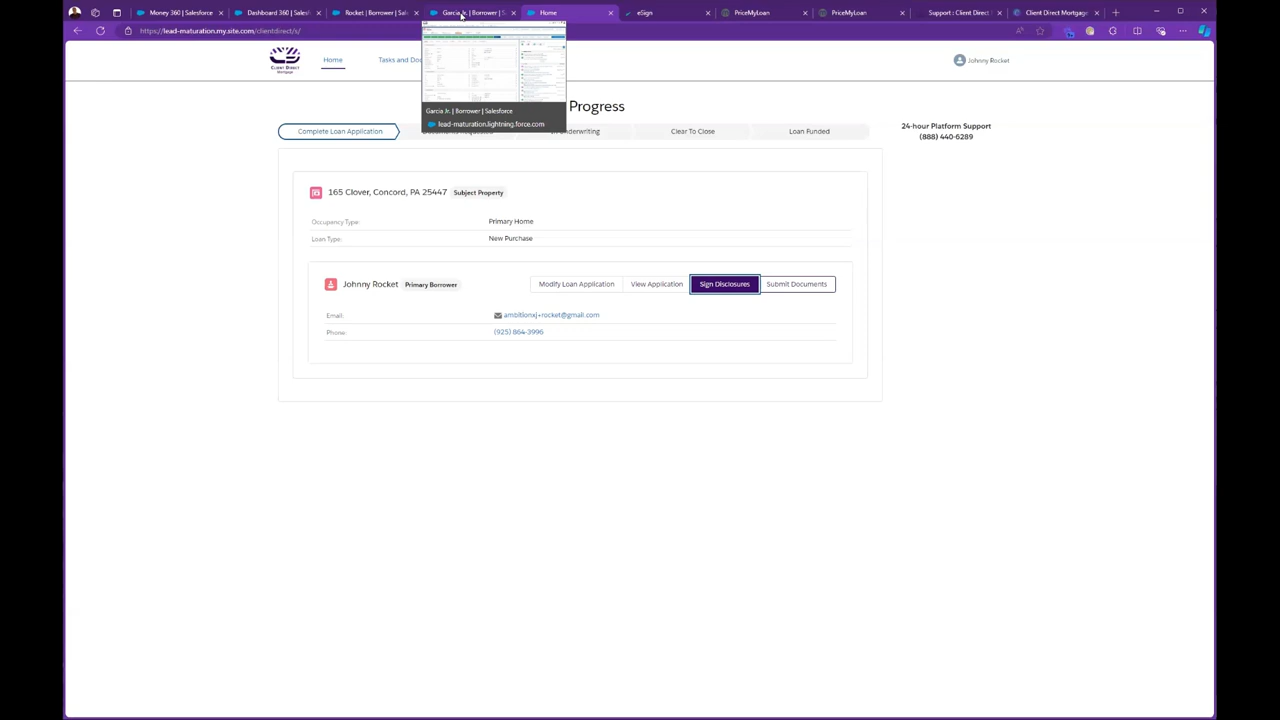 Money 360 | Salesforce
Dashboard 360 | Sales
Rocket | Borrower | Sale
Garcia Jr. | Borrower | S
Home
eSign
PriceMyLoan
PriceMyLoan
Client Direct Mortgage
https://lead-maturation.my.site.com/clientdirect/s/
CLIENT DIRECT
Mortgage
Home
Tasks and Doc
Johnny Rocket
Garcia Jr. | Borrower | Salesforce
lead-maturation.lightning.force.com
Progress
Complete Loan Application
Documents Requested
Underwriting
Clear To Close
Loan Funded
24-hour Platform Support
(888) 440-6289
165 Clover, Concord, PA 25447
Subject Property
Occupancy Type:
Primary Home
Loan Type:
New Purchase
Johnny Rocket
Primary Borrower
Modify Loan Application
View Application
Sign Disclosures
Submit Documents
Email:
ambitionxj+rocket@gmail.com
Phone:
(925) 864-3996